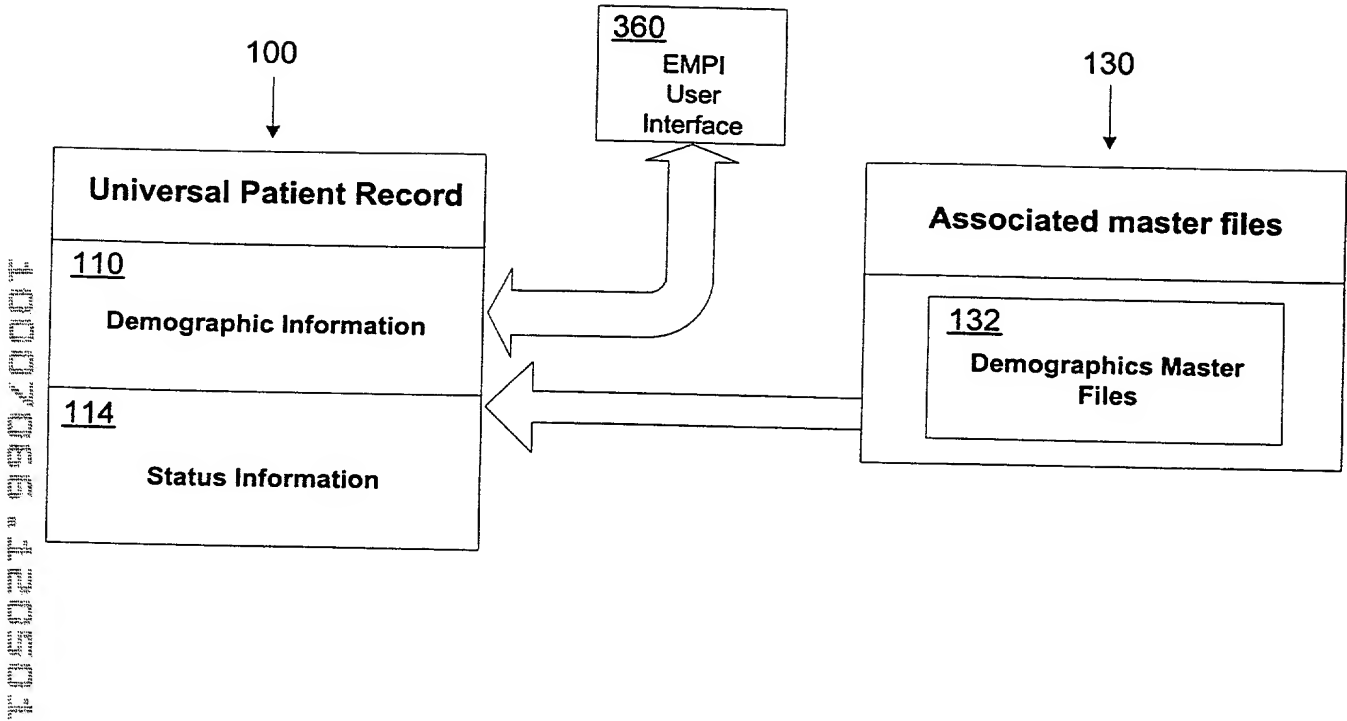 360
EMPI
User
Interface
100
130
Universal Patient Record
Associated master files
110
Demographic Information
132
Demographics Master
Files
114
Status Information